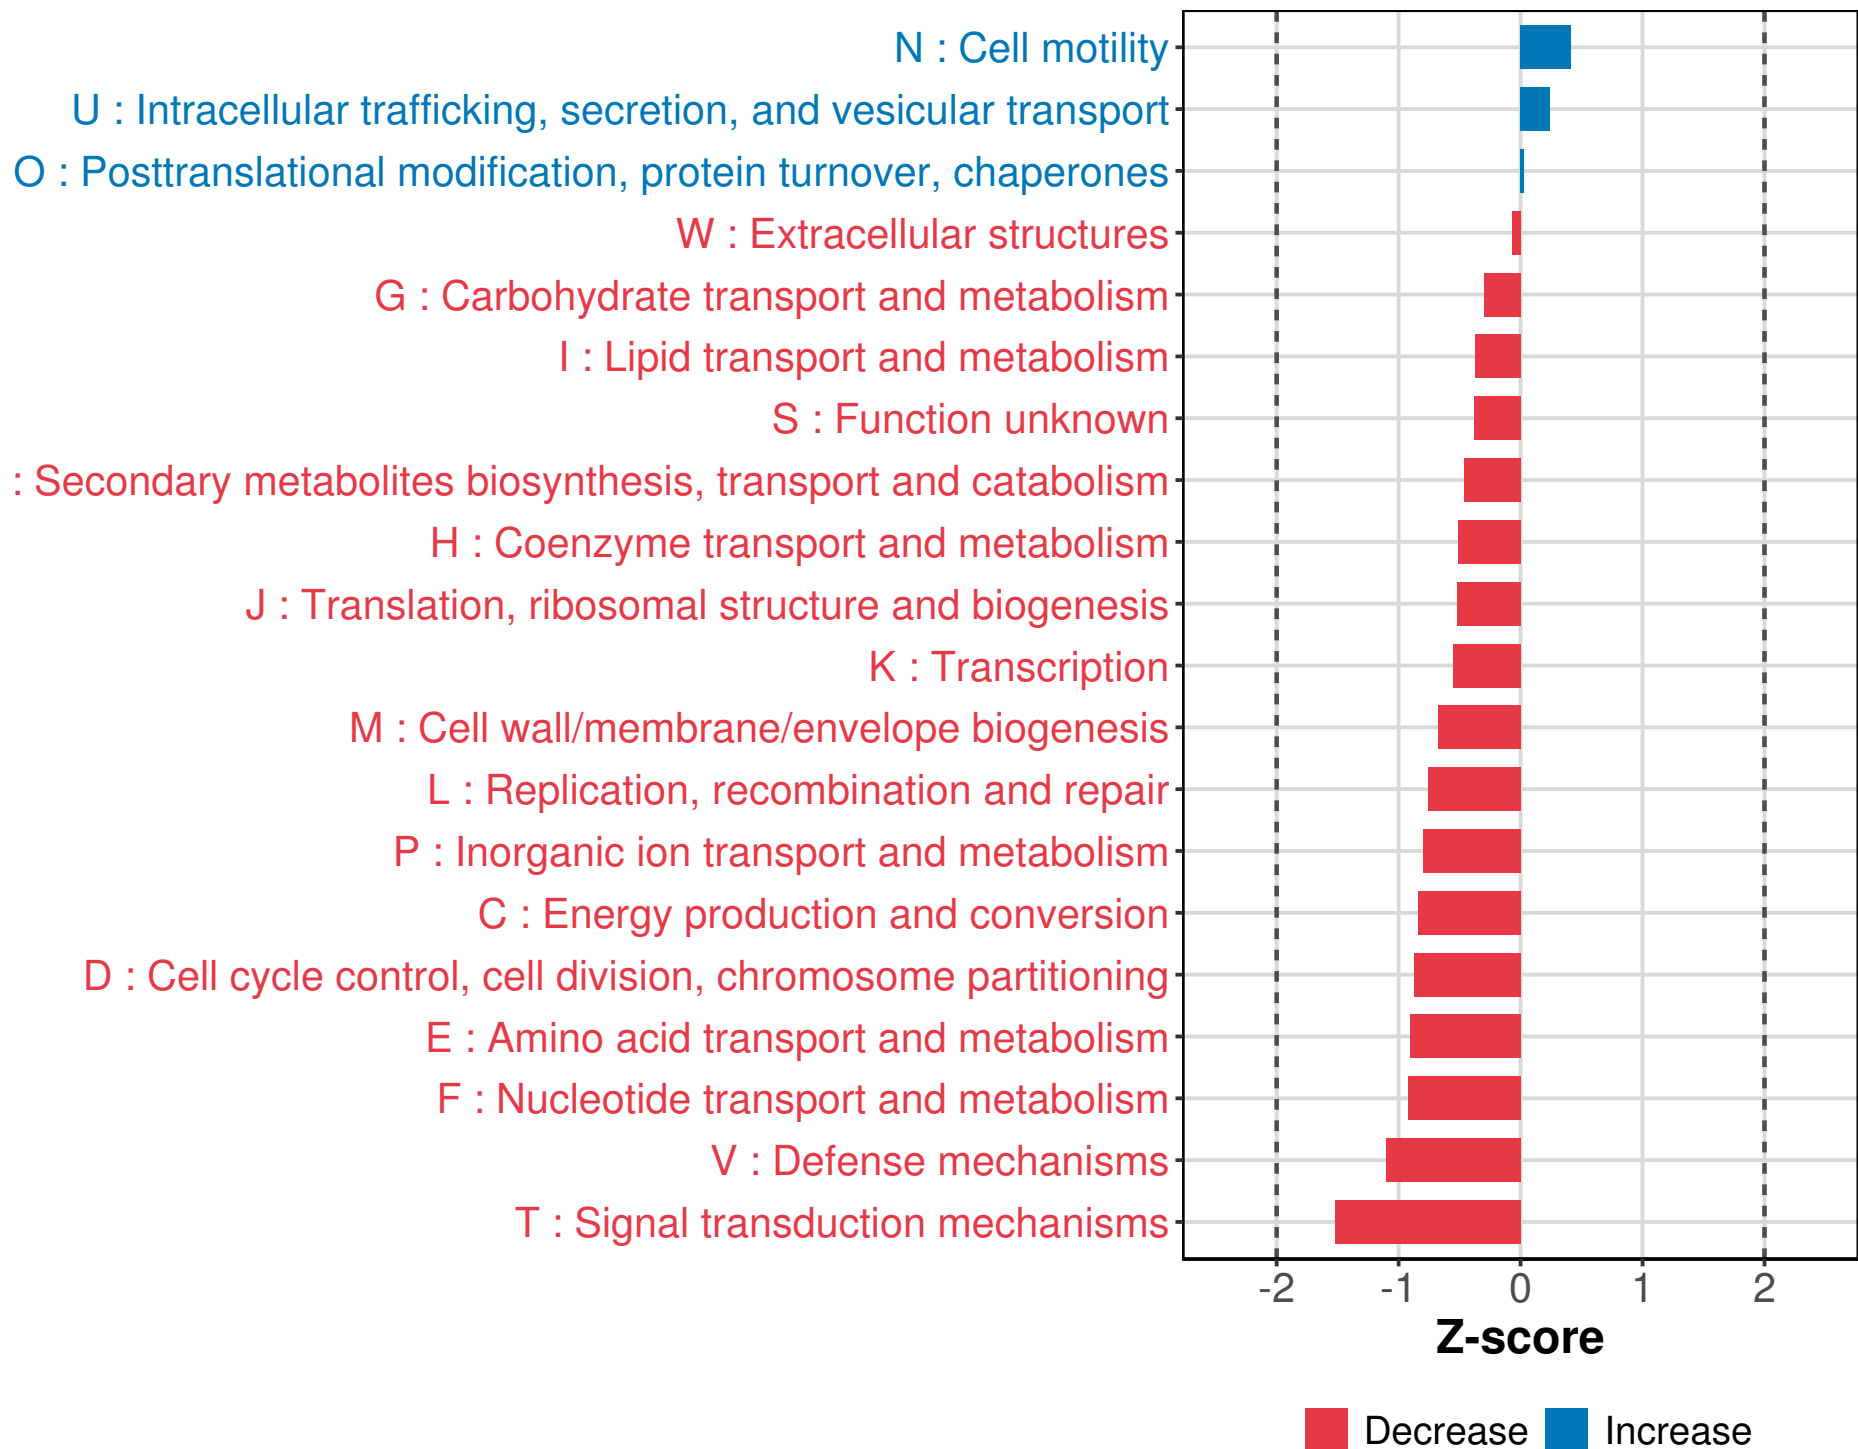 N : Cell motility
U : Intracellular trafficking, secretion, and vesicular transport
O : Posttranslational modification, protein turnover, chaperones
W : Extracellular structures
G : Carbohydrate transport and metabolism
I : Lipid transport and metabolism
S : Function unknown
: Secondary metabolites biosynthesis, transport and catabolism
H : Coenzyme transport and metabolism
J : Translation, ribosomal structure and biogenesis
K : Transcription
M : Cell wall/membrane/envelope biogenesis
L : Replication, recombination and repair
P : Inorganic ion transport and metabolism
C : Energy production and conversion
D : Cell cycle control, cell division, chromosome partitioning
E : Amino acid transport and metabolism
F : Nucleotide transport and metabolism
V : Defense mechanisms
T : Signal transduction mechanisms
-2 -1 0 1 2
Z-score
Decrease Increase